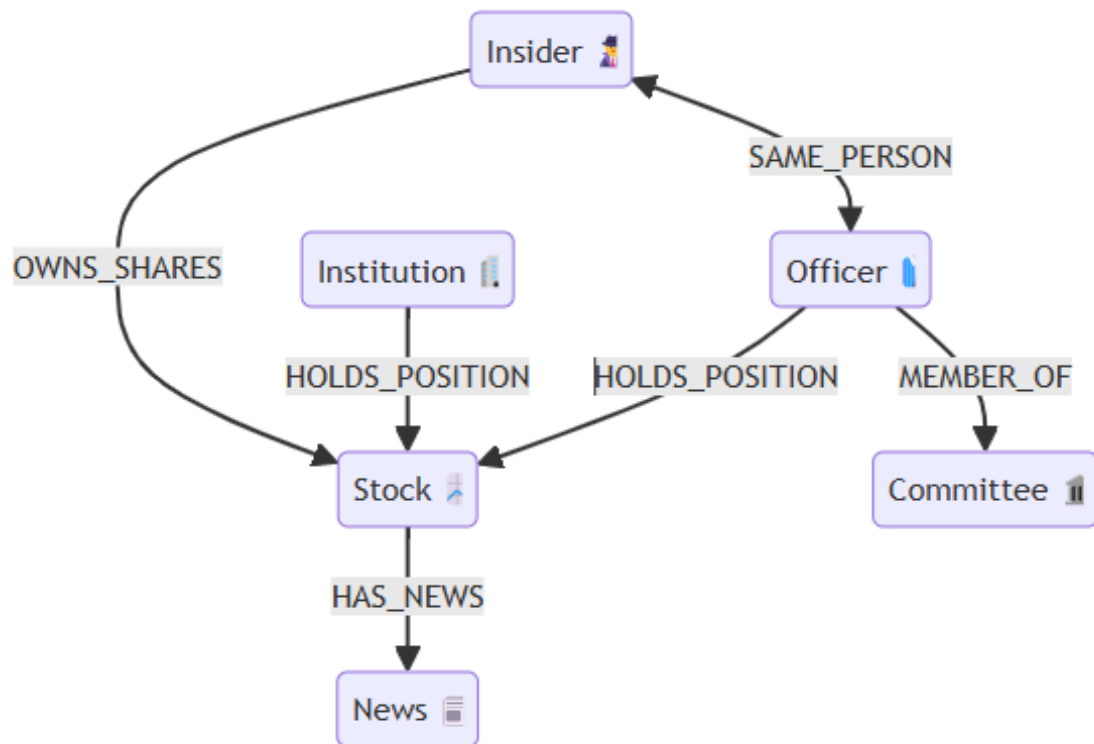 Insider
SAME_PERSON
OWNS_SHARES
Institution
Officer
HOLDS_POSITION
HOLDS_POSITION
MEMBER_OF
Stock
Committee
HAS_NEWS
News